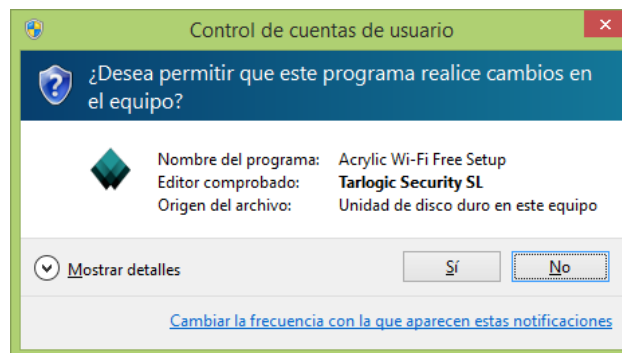 Control de cuentas de usuario
¿Desea permitir que este programa realice cambios en
el equipo?
Nombre del programa: Acrylic Wi-Fi Free Setup
Editor comprobado: Tarlogic Security SL
Origen del archivo: Unidad de disco duro en este equipo
Mostrar detalles Sí No
Cambiar la frecuencia con la que aparecen estas notificaciones